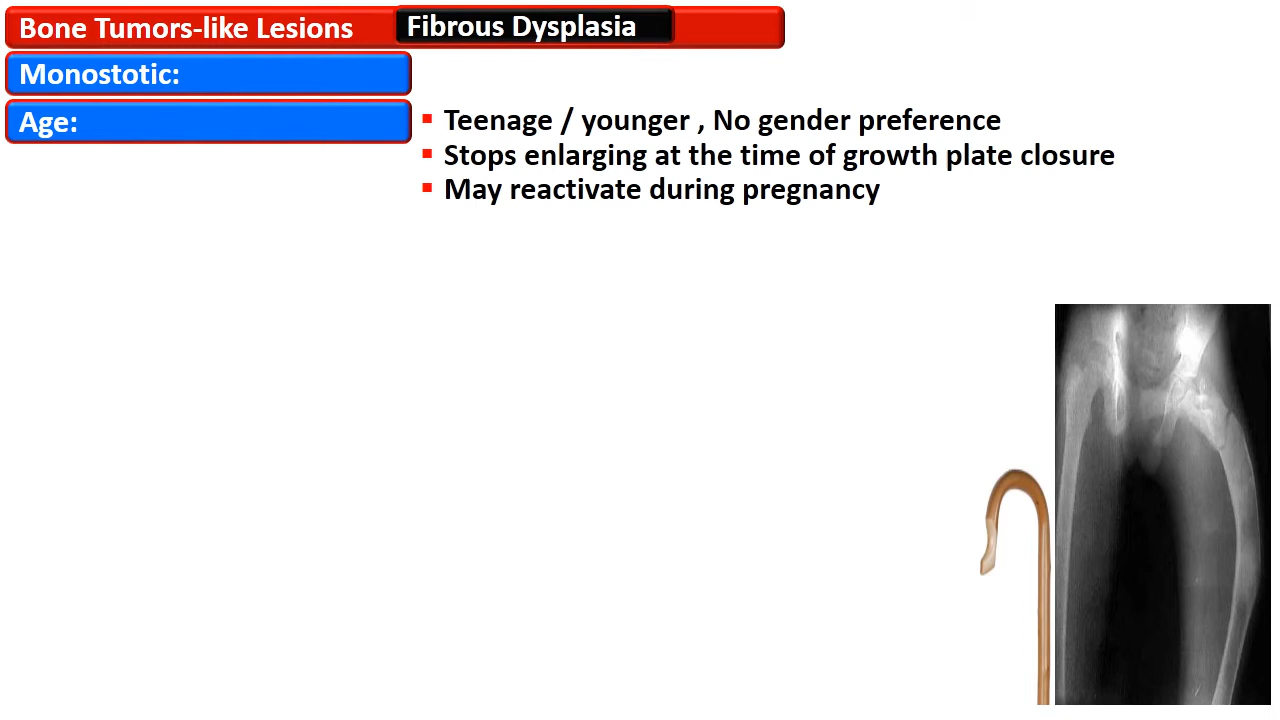 Bone Tumors-like Lesions Fibrous Dysplasia
Monostotic:
Age:
Teenage / younger , No gender preference
Stops enlarging at the time of growth plate closure
May reactivate during pregnancy